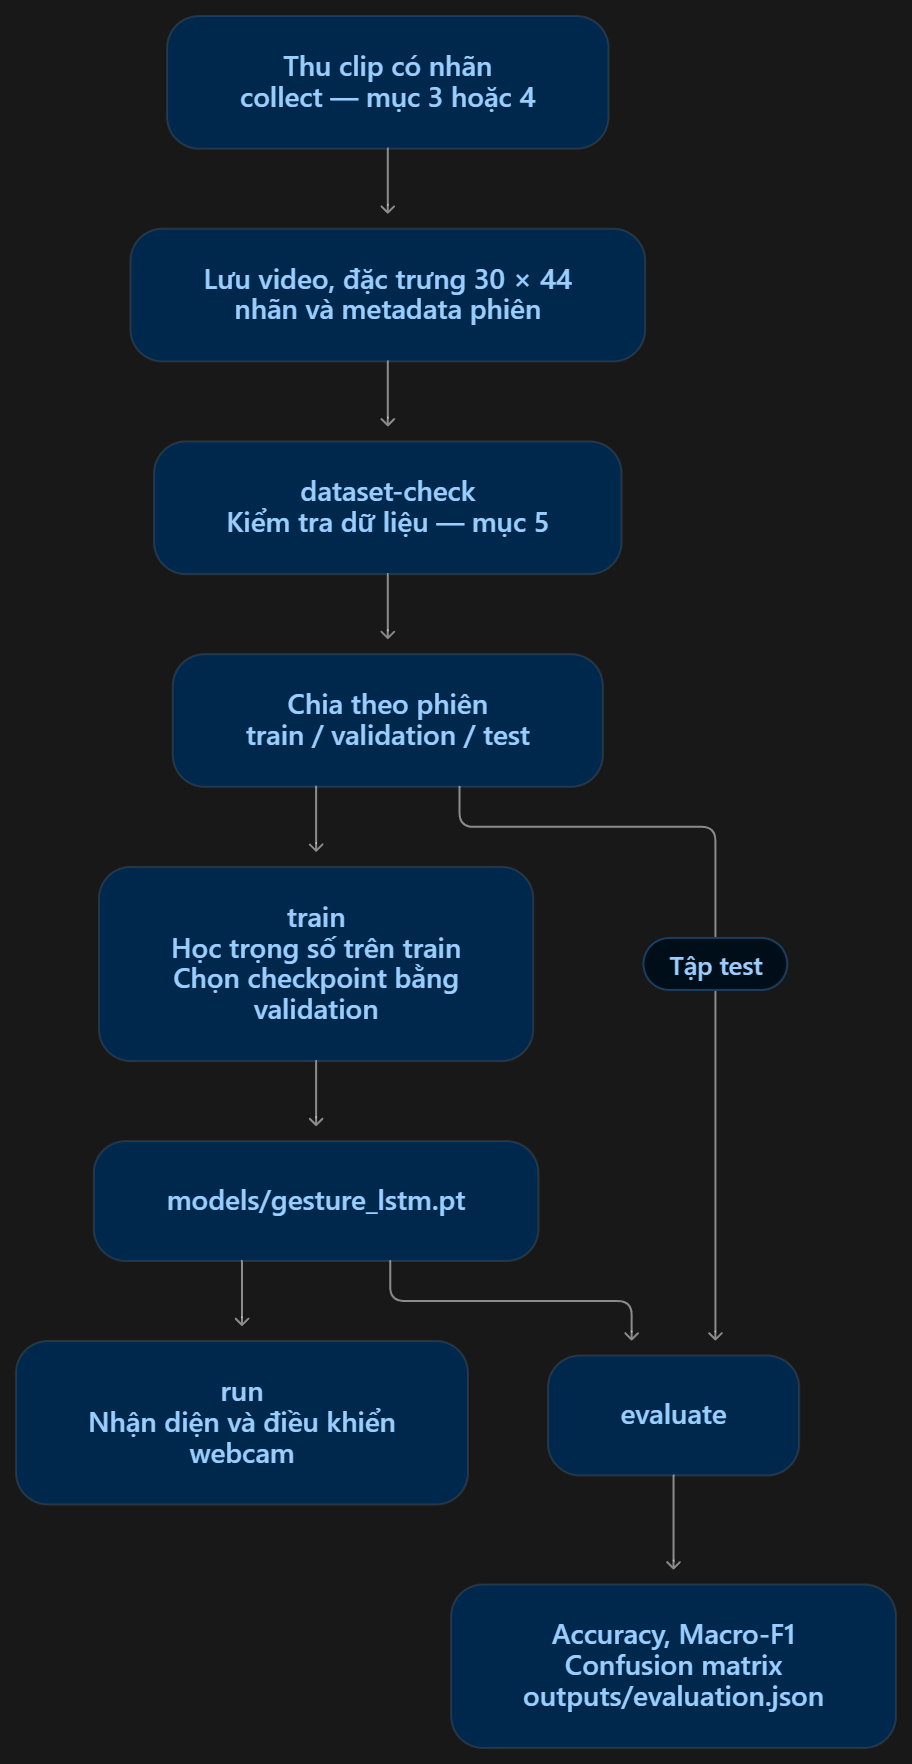 Thu clip có nhãn
collect — mục 3 hoặc 4
Lưu video, đặc trưng 30 × 44
nhãn và metadata phiên
dataset-check
Kiểm tra dữ liệu — mục 5
Chia theo phiên
train / validation / test
train
Học trọng số trên train
Chọn checkpoint bằng
validation
Tập test
models/gesture_lstm.pt
run
Nhận diện và điều khiển
webcam
evaluate
Accuracy, Macro-F1
Confusion matrix
outputs/evaluation.json